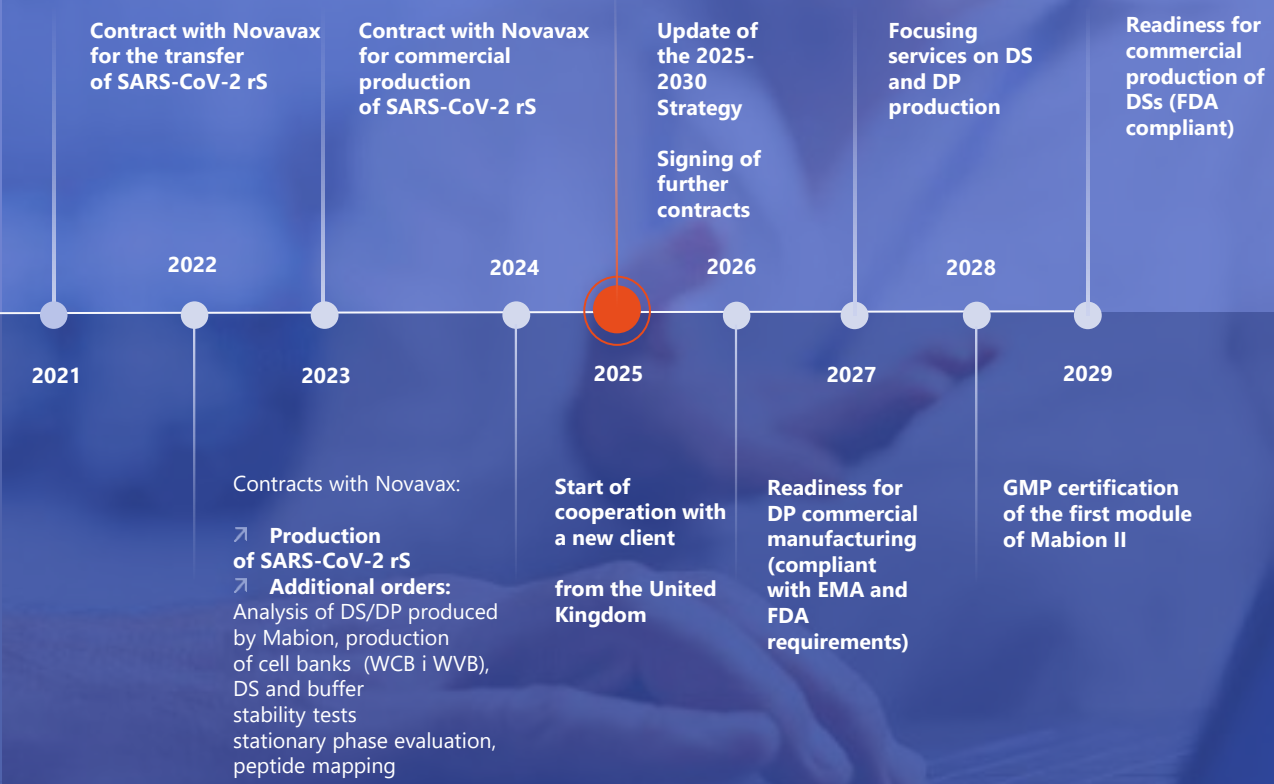 Contract with Novavax
for the transfer
of SARS-CoV-2 rS
Contract with Novavax
for commercial
production
of SARS-CoV-2 rS
Update of
the 2025-
2030
Strategy
Signing of
further
contracts
Focusing
services on DS
and DP
production
Readiness for
commercial
production of
DSs (FDA
compliant)
2022
2024
2026
2028
2021
2023
2025
2027
2029
Contracts with Novavax:
Production
of SARS-CoV-2 rS
Additional orders:
Analysis of DS/DP produced
by Mabion, production
of cell banks (WCB i WVB),
DS and buffer
stability tests
stationary phase evaluation,
peptide mapping
Start of
cooperation with
a new client
from the United
Kingdom
Readiness for
DP commercial
manufacturing
(compliant
with EMA and
FDA
requirements)
GMP certification
of the first module
of Mabion II